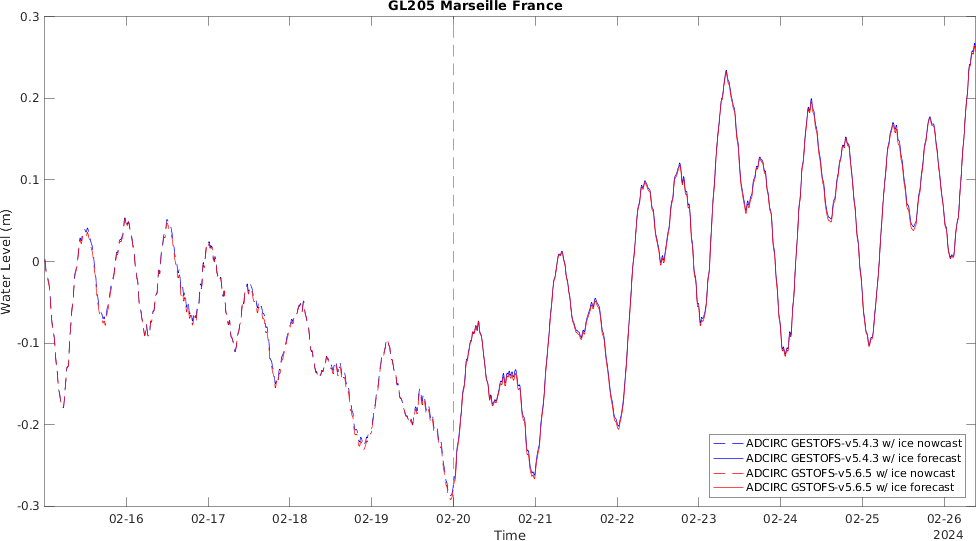 GL205 Marseille France
0.3
0.2
0.1
0
-0.1
-0.2
-0.3
Water Level (m)
ADCIRC GESTOFS-v5.4.3 w/ ice nowcast
ADCIRC GESTOFS-v5.4.3 w/ ice forecast
ADCIRC GSTOFS-v5.6.5 w/ ice nowcast
ADCIRC GSTOFS-v5.6.5 w/ ice forecast
02-16 02-17 02-18 02-19 02-20 02-21 02-22 02-23 02-24 02-25 02-26
Time
2024